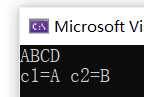 Microsoft Vi
ABCD
c1=A c2=B